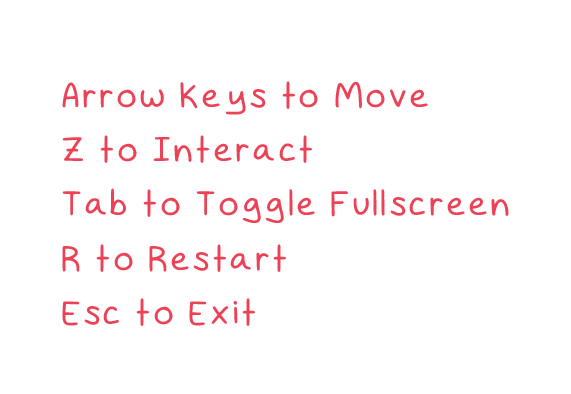 Arrow Keys to Move
Z to Interact
Tab to Toggle Fullscreen
R to Restart
Esc to Exit